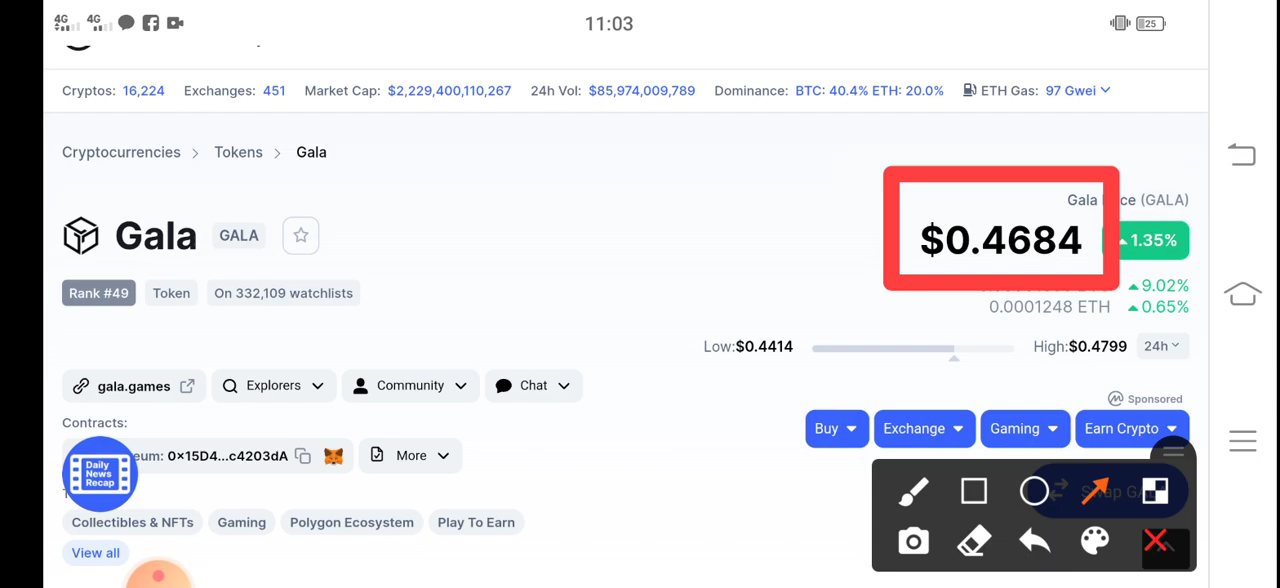 4G 4G 11:03 25
Cryptos: 16,224 Exchanges: 451 Market Cap: $2,229,400,110,267 24h Vol: $85,974,009,789 Dominance: BTC: 40.4% ETH: 20.0% ETH Gas: 97 Gwei
Cryptocurrencies > Tokens > Gala
Gala ce (GALA)
Gala GALA $0.4684 1.35%
Rank #49 Token On 332,109 watchlists 9.02%
0.0001248 ETH 0.65%
Low:$0.4414 High:$0.4799 24h
gala.games Explorers Community Chat
Sponsored
Contracts:
Buy Exchange Gaming Earn Crypto
eum: 0x15D4...c4203dA More
Daily
News
Recap
Swap GA
Collectibles & NFTs Gaming Polygon Ecosystem Play To Earn
View all